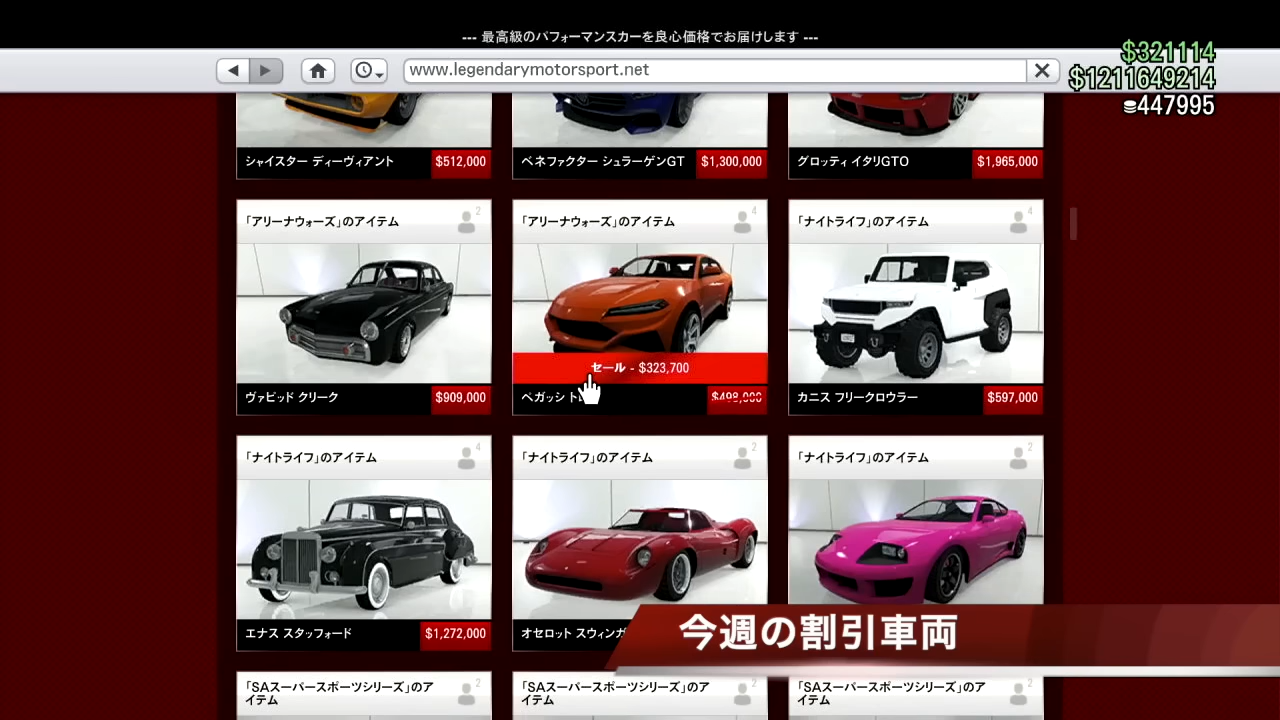 --- 最高級のパフォーマンスカーを良心価格でお届けします ---
www.legendarymotorsport.net
$321114
$1211649214
447995
シャイスター ディーヴィアント $512,000
ベネファクター シュラーゲンGT $1,300,000
グロッティ イタリGTO $1,965,000
「アリーナウォーズ」のアイテム 2
「アリーナウォーズ」のアイテム 4
「ナイトライフ」のアイテム 4
セール - $323,700
ヴァピッド クリーク $909,000
ペガッシ ト $498,000
カニス フリークロウラー $597,000
「ナイトライフ」のアイテム 4
「ナイトライフ」のアイテム 2
「ナイトライフ」のアイテム 2
エナス スタッフォード $1,272,000
オセロット スウィン
今週の割引車両
「SAスーパースポーツシリーズ」のア
イテム 2
「SAスーパースポーツシリーズ」のア
イテム 2
「SAスーパースポーツシリーズ」のア
イテム 2